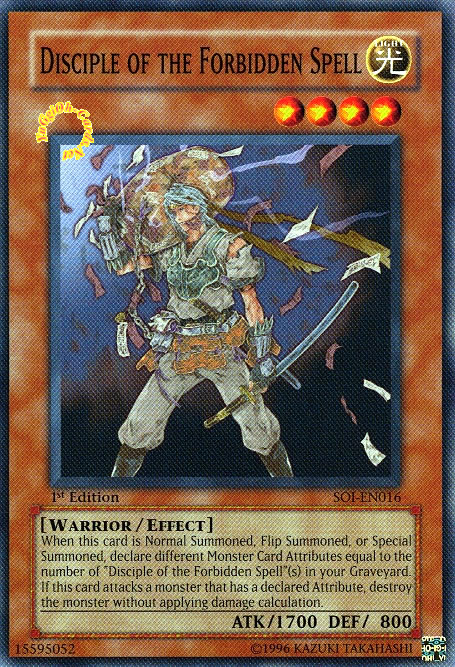 DISCIPLE OF THE FORBIDDEN SPELL
LIGHT
光
1st Edition
SOI-EN016
[WARRIOR / EFFECT]
When this card is Normal Summoned, Flip Summoned, or Special
Summoned, declare different Monster Card Attributes equal to the
number of "Disciple of the Forbidden Spell"(s) in your Graveyard.
If this card attacks a monster that has a declared Attribute, destroy
the monster without applying damage calculation.
ATK/1700 DEF/ 800
15595052
©1996 KAZUKI TAKAHASHI